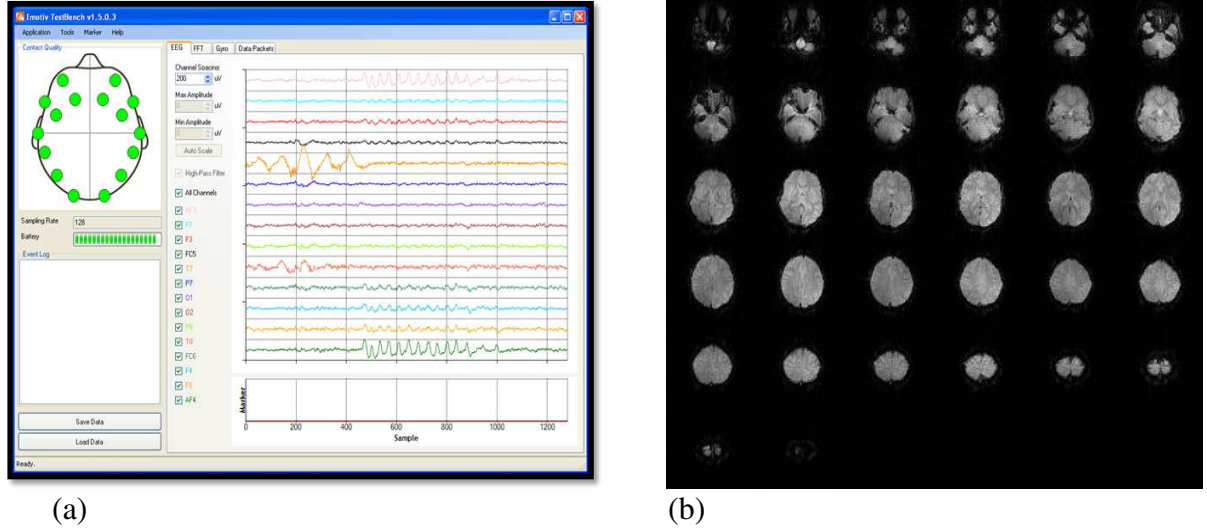 Emotiv TestBench v1.5.0.3
Application Tools Marker Help
Contact Quality
EEG FFT Gyro Data Packets
Channel Spacing
200 uV
Max Amplitude
0 uV
Min Amplitude
0 uV
Auto Scale
High-Pass Filter
All Channels
AF3
F7
F3
FC5
T7
P7
O1
O2
P8
T8
FC6
F4
F8
AF4
Sampling Rate 128
Battery
Event Log
Save Data
Load Data
Marker
0 200 400 600 800 1000 1200
Sample
Ready.
(a)
(b)